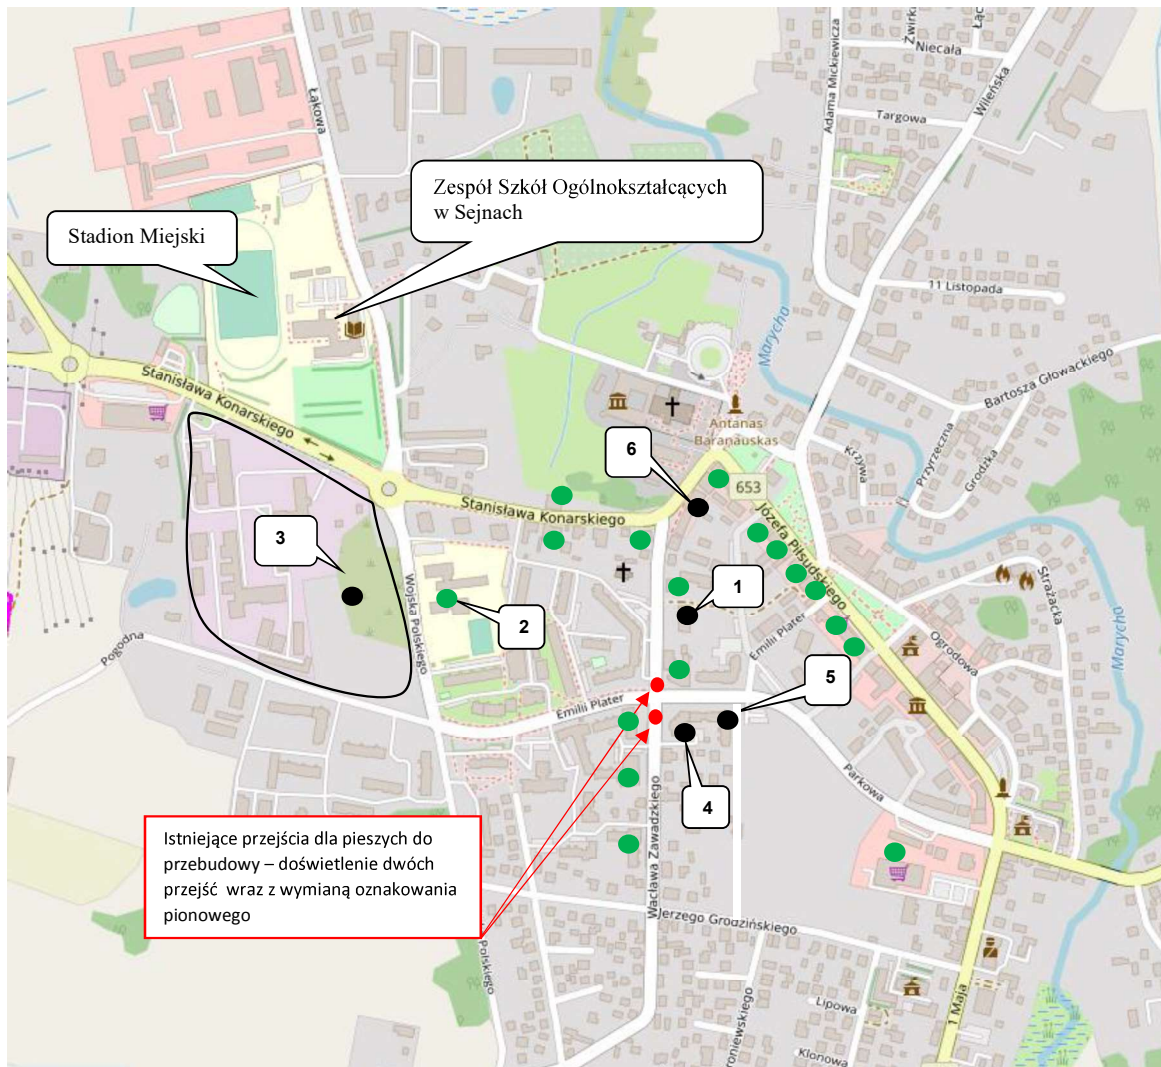 Niecała
Żwirki
Łąc
Wileńska
Adama Mickiewicza
Targowa
Łąkowa
Zespół Szkół Ogólnokształcących
w Sejnach
Stadion Miejski
11 Listopada
Marycha
Bartosza Głowackiego
Stanisława Konarskiego
Antanas
Baranauskas
Przyrzeczna
Krzywa
Grodzka
6
653
Stanisława Konarskiego
Józefa Piłsudskiego
3
1
2
Strażacka
Wojska Polskiego
Pogodna
Emilii Plater
Ogrodowa
Marycha
5
Emilii Plater
4
Parkowa
Wacława Zawadzkiego
Istniejące przejścia dla pieszych do
przebudowy – doświetlenie dwóch
przejść wraz z wymianą oznakowania
pionowego
Jerzego Grodzińskiego
Polskiego
1 Maja
Lipowa
roniewskiego
Klonowa